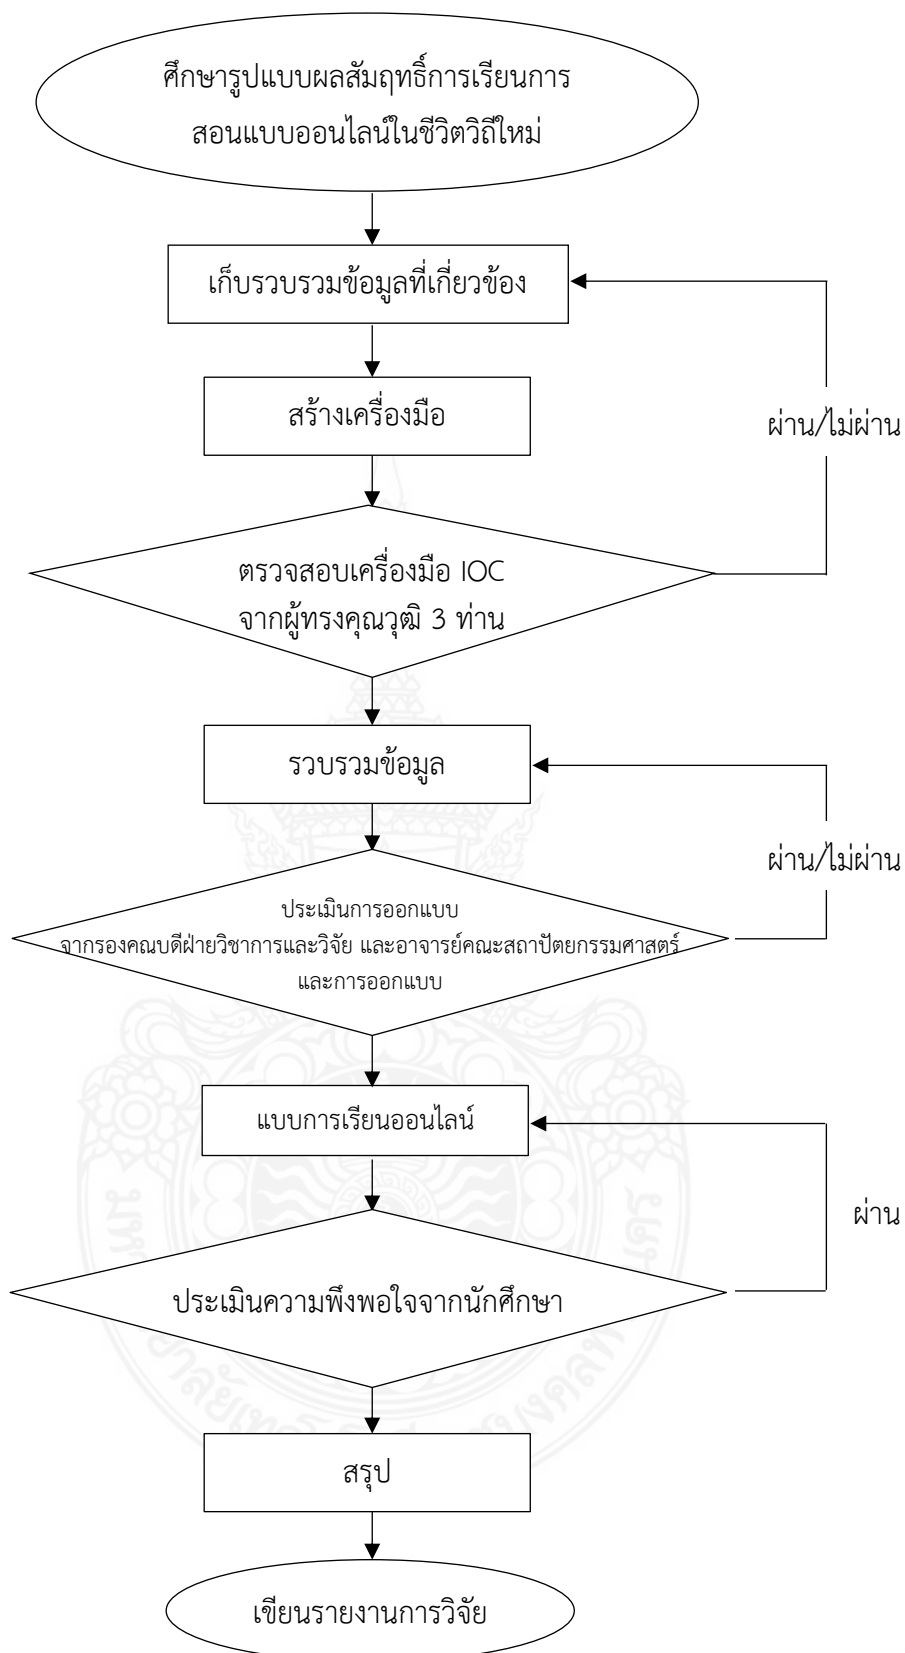 ศึกษารูปแบบผลสัมฤทธิ์การเรียนการ
สอนแบบออนไลน์ในชีวิตวิถีใหม่
เก็บรวบรวมข้อมูลที่เกี่ยวข้อง
สร้างเครื่องมือ
ผ่าน/ไม่ผ่าน
ตรวจสอบเครื่องมือ IOC
จากผู้ทรงคุณวุฒิ 3 ท่าน
รวบรวมข้อมูล
ผ่าน/ไม่ผ่าน
ประเมินการออกแบบ
จากรองคณบดีฝ่ายวิชาการและวิจัย และอาจารย์คณะสถาปัตยกรรมศาสตร์
และการออกแบบ
แบบการเรียนออนไลน์
ผ่าน
ประเมินความพึงพอใจจากนักศึกษา
สรุป
เขียนรายงานการวิจัย